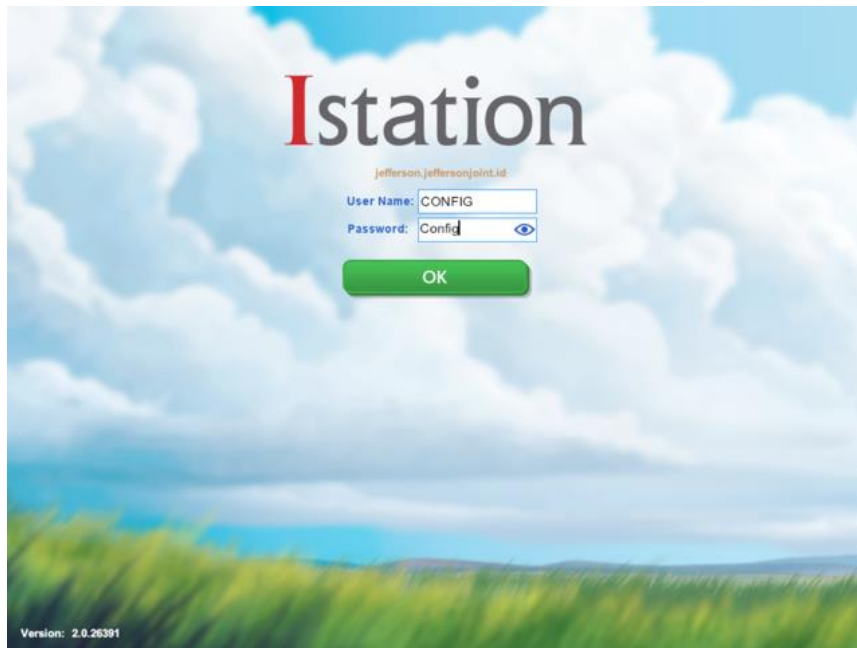 Istation
jefferson.jeffersonjoint.id
User Name: CONFIG
Password: Config
OK
Version: 2.0.26391